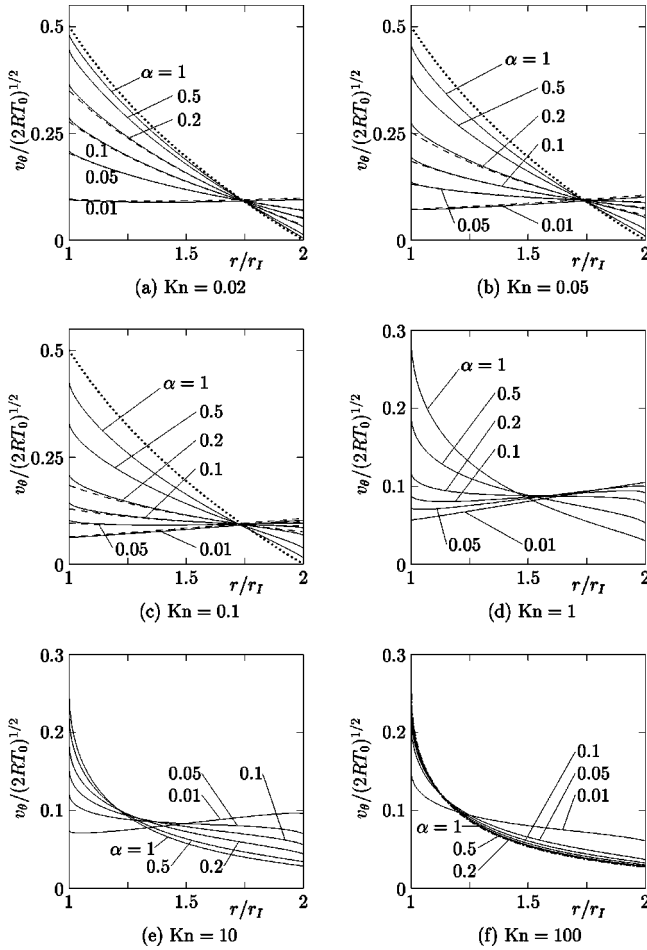 0.5
α = 1
0.5
0.2
0.25
0.1
0.05
0.01
0
1
1.5
r/r_I
2
v_θ/(2RT_0)^{1/2}
(a) Kn = 0.02
0.5
α = 1
0.5
0.2
0.25
0.1
0.05
0.01
0
1
1.5
r/r_I
2
v_θ/(2RT_0)^{1/2}
(b) Kn = 0.05
0.5
α = 1
0.5
0.2
0.25
0.1
0.05
0.01
0
1
1.5
r/r_I
2
v_θ/(2RT_0)^{1/2}
(c) Kn = 0.1
0.3
α = 1
0.5
0.2
0.2
0.1
0.1
0.05
0.01
0
1
1.5
r/r_I
2
v_θ/(2RT_0)^{1/2}
(d) Kn = 1
0.3
0.2
0.05
0.1
0.01
0.1
α = 1
0.5
0.2
0
1
1.5
r/r_I
2
v_θ/(2RT_0)^{1/2}
(e) Kn = 10
0.3
0.2
0.1
0.05
0.01
0.1
α = 1
0.5
0.2
0
1
1.5
r/r_I
2
v_θ/(2RT_0)^{1/2}
(f) Kn = 100